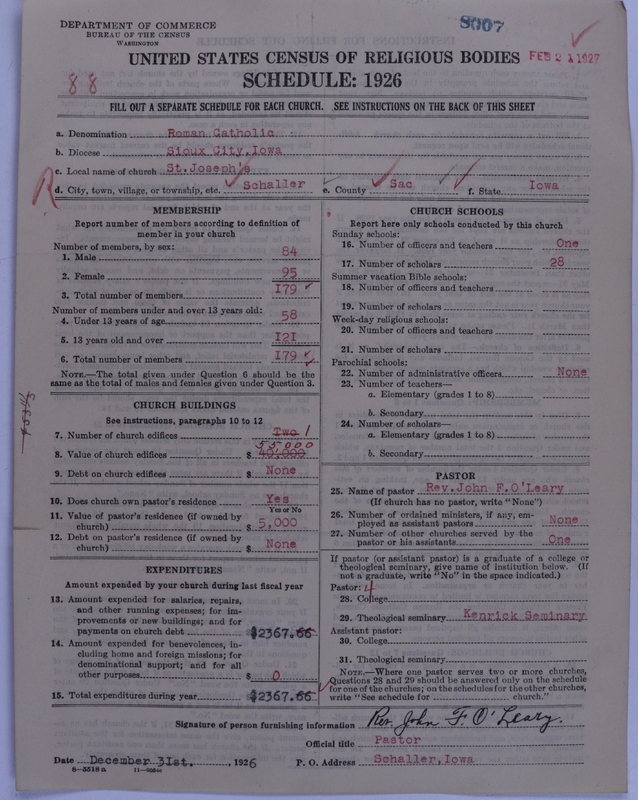 DEPARTMENT OF COMMERCE
BUREAU OF THE CENSUS
WASHINGTON
8007
FEB 21 1927
UNITED STATES CENSUS OF RELIGIOUS BODIES
88
SCHEDULE: 1926
FILL OUT A SEPARATE SCHEDULE FOR EACH CHURCH. SEE INSTRUCTIONS ON THE BACK OF THIS SHEET
a. Denomination Roman Catholic
b. Diocese Sioux City, Iowa
c. Local name of church St. Joseph's
R
d. City, town, village, or township, etc. Schaller e. County Sac f. State Iowa
MEMBERSHIP
Report number of members according to definition of
member in your church
Number of members, by sex:
1. Male 84
2. Female 95
3. Total number of members 179
Number of members under and over 13 years old:
4. Under 13 years of age 58
5. 13 years old and over 121
6. Total number of members 179
NOTE.—The total given under Question 6 should be the
same as the total of males and females given under Question 3.
CHURCH BUILDINGS
See instructions, paragraphs 10 to 12
7. Number of church edifices Two 1
55000
8. Value of church edifices $ 40,000
9. Debt on church edifices $ None
10. Does church own pastor's residence Yes
Yes or No
11. Value of pastor's residence (if owned by
church) $ 5,000
12. Debt on pastor's residence (if owned by
church) $ None
EXPENDITURES
Amount expended by your church during last fiscal year
13. Amount expended for salaries, repairs,
and other running expenses; for im-
provements or new buildings; and for
payments on church debt $2367.66
14. Amount expended for benevolences, in-
cluding home and foreign missions; for
denominational support; and for all
other purposes $ 0
15. Total expenditures during year $2367.66
CHURCH SCHOOLS
Report here only schools conducted by this church
Sunday schools:
16. Number of officers and teachers One
17. Number of scholars 28
Summer vacation Bible schools:
18. Number of officers and teachers
19. Number of scholars
Week-day religious schools:
20. Number of officers and teachers
21. Number of scholars
Parochial schools:
22. Number of administrative officers None
23. Number of teachers—
a. Elementary (grades 1 to 8)
b. Secondary
24. Number of scholars—
a. Elementary (grades 1 to 8)
b. Secondary
PASTOR
25. Name of pastor Rev. John F. O'Leary
(If church has no pastor, write "None")
26. Number of ordained ministers, if any, em-
ployed as assistant pastors None
27. Number of other churches served by the
pastor or his assistants One
If pastor (or assistant pastor) is a graduate of a college or
theological seminary, give name of institution below. (If
not a graduate, write "No" in the space indicated.)
Pastor: 4
28. College
29. Theological seminary Kenrick Seminary
Assistant pastor:
30. College
31. Theological seminary
NOTE.—Where one pastor serves two or more churches,
Questions 28 and 29 should be answered only on the schedule
for one of the churches; on the schedules for the other churches,
write "See schedule for church."
Signature of person furnishing information Rev. John F. O'Leary.
Official title Pastor
Date December 31st. , 1926 P. O. Address Schaller, Iowa
8—5518 a